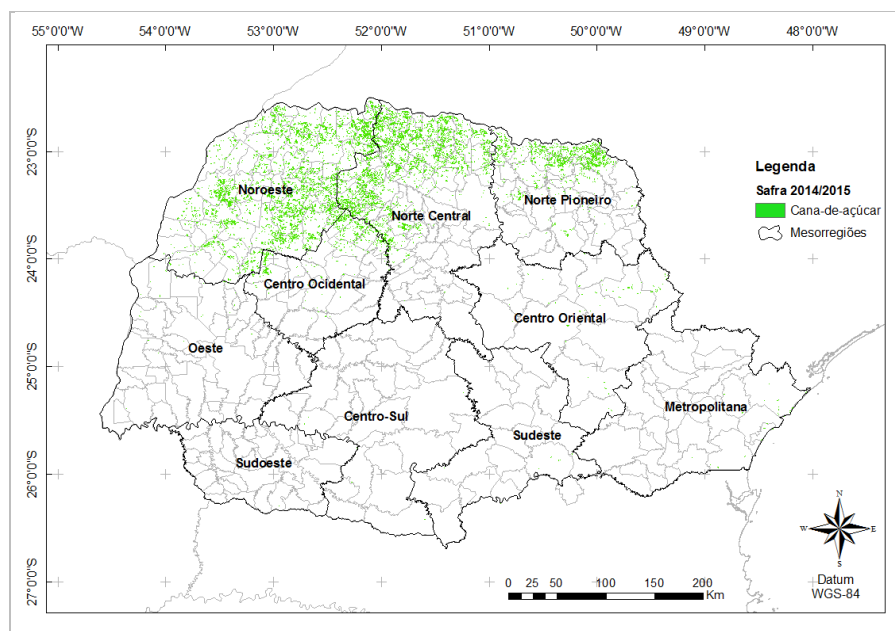 55°0'0"W 54°0'0"W 53°0'0"W 52°0'0"W 51°0'0"W 50°0'0"W 49°0'0"W 48°0'0"W
23°0'0"S
24°0'0"S
25°0'0"S
26°0'0"S
27°0'0"S
Noroeste
Norte Central
Norte Pioneiro
Centro Ocidental
Centro Oriental
Oeste
Centro-Sul
Metropolitana
Sudeste
Sudoeste
Legenda
Safra 2014/2015
Cana-de-açúcar
Mesorregiões
N
W E
S
Datum
WGS-84
0 25 50 100 150 200
Km